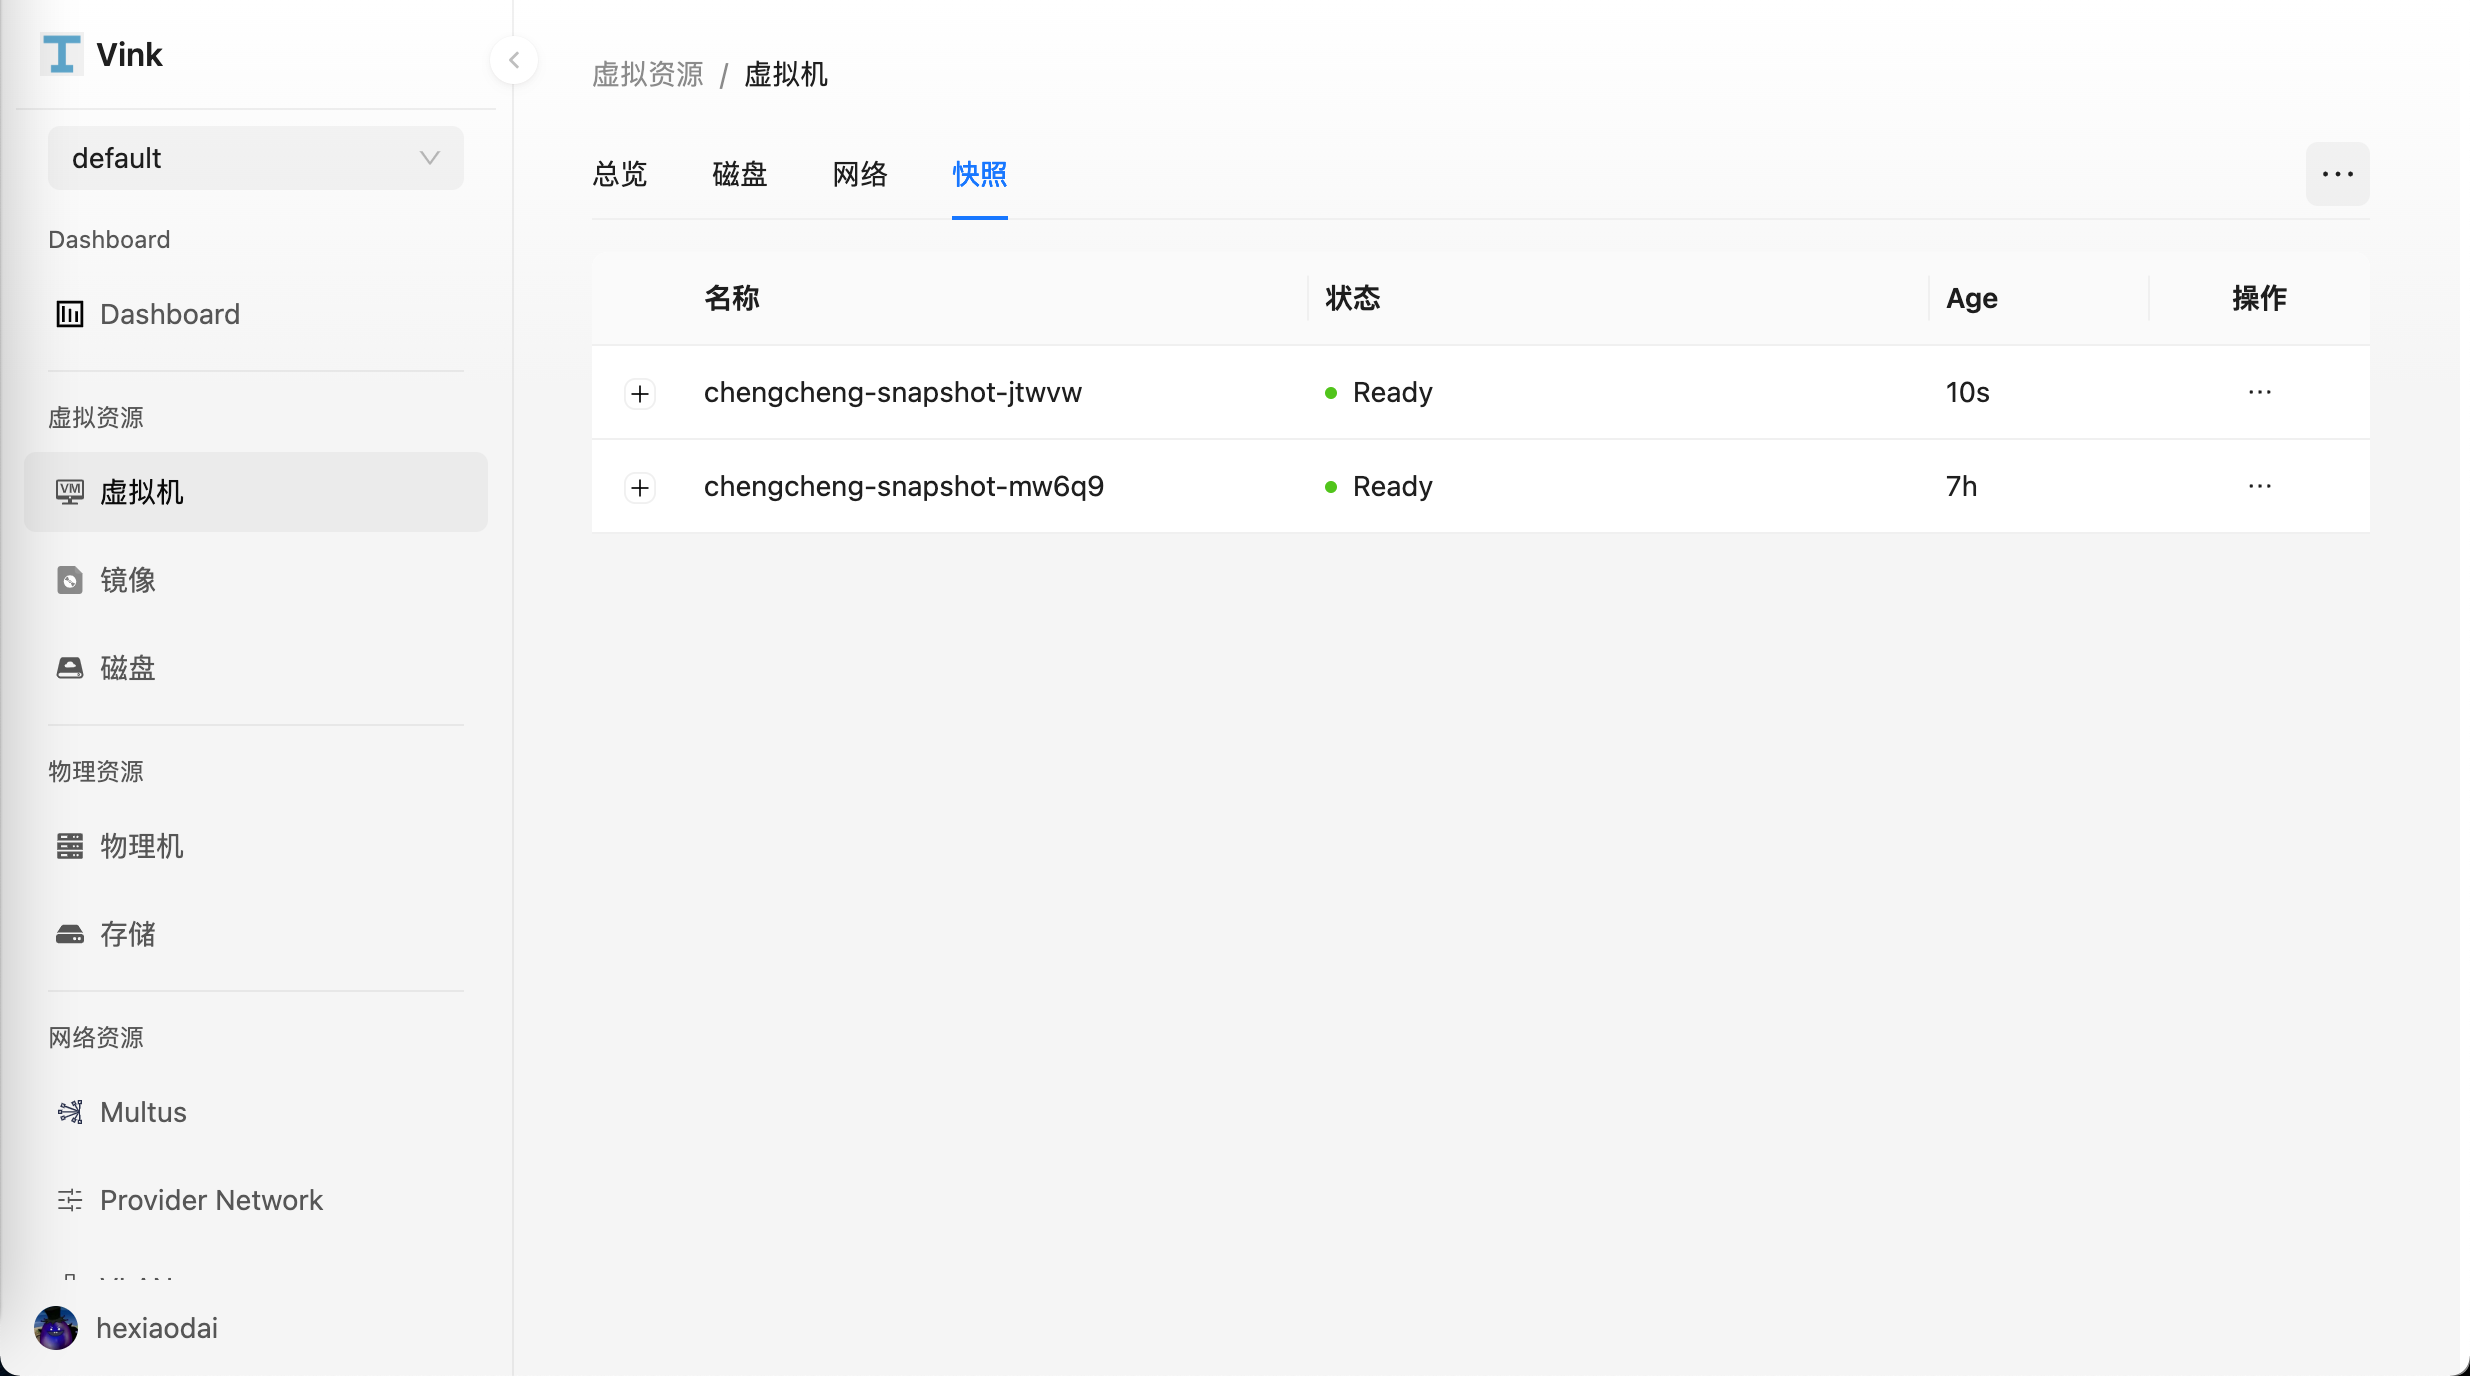 Vink
default
Dashboard
Dashboard
虚拟资源
虚拟机
镜像
磁盘
物理资源
物理机
存储
网络资源
Multus
Provider Network
hexiaodai
虚拟资源 / 虚拟机
总览 磁盘 网络 快照
名称 状态 Age 操作
chengcheng-snapshot-jtwvw Ready 10s
chengcheng-snapshot-mw6q9 Ready 7h